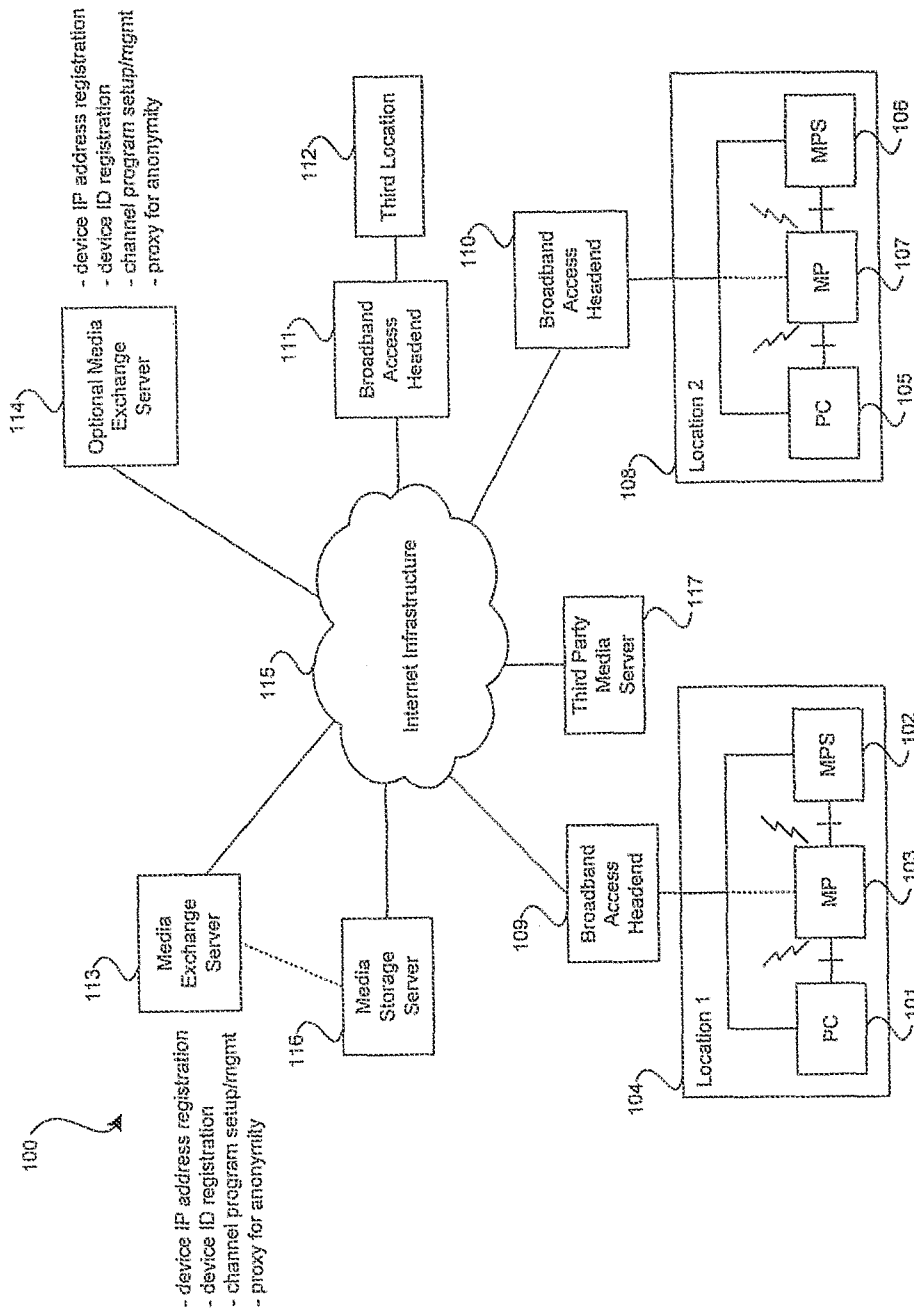 100
- device IP address registration
- device ID registration
- channel program setup/mgmt
- proxy for anonymity
113
Media
Exchange
Server
116
Media
Storage
Server
115
Internet Infrastructure
114
Optional Media
Exchange
Server
- device IP address registration
- device ID registration
- channel program setup/mgmt
- proxy for anonymity
111
Broadband
Access
Headend
112
Third Location
110
Broadband
Access
Headend
109
Broadband
Access
Headend
Third Party
Media
Server
117
104
Location 1
PC
MP
MPS
101
103
102
108
Location 2
PC
MP
MPS
105
107
106